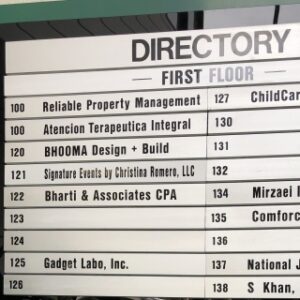 DIRECTORY
FIRST FLOOR
100 Reliable Property Management
100 Atencion Terapeutica Integral
120 BHOOMA Design + Build
121 Signature Events by Christina Romero, LLC
122 Bharti & Associates CPA
123
124
125 Gadget Labo, Inc.
126
127 ChildCar
130
131
132
134 Mirzaei
135 Comforc
136
137 National J
138 S Khan,